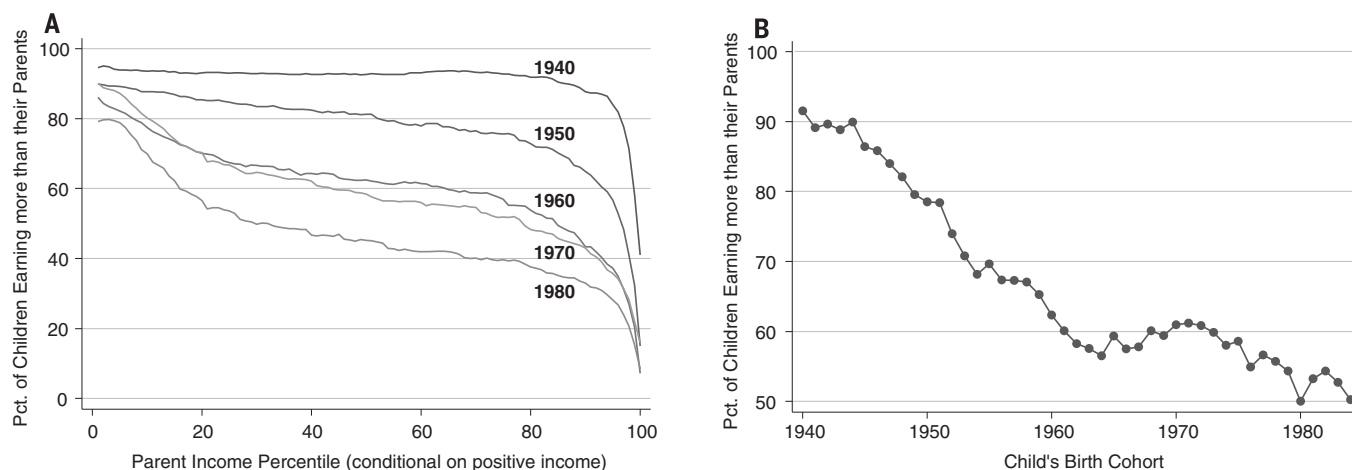 A
Pct. of Children Earning more than their Parents
100
80
60
40
20
0
1940
1950
1960
1970
1980
0 20 40 60 80 100
Parent Income Percentile (conditional on positive income)
B
Pct. of Children Earning more than their Parents
100
90
80
70
60
50
1940 1950 1960 1970 1980
Child's Birth Cohort